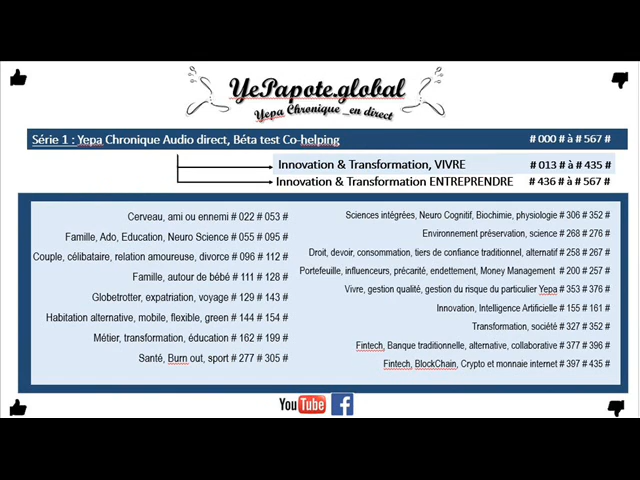 YePapote.global
Yepa Chronique _en direct
Série 1 : Yepa Chronique Audio direct, Béta test Co-helping # 000 # à # 567 #
Innovation & Transformation, VIVRE # 013 # à # 435 #
Innovation & Transformation ENTREPRENDRE # 436 # à # 567 #
Cerveau, ami ou ennemi # 022 # 053 #
Famille, Ado, Education, Neuro Science # 055 # 095 #
Couple, célibataire, relation amoureuse, divorce # 096 # 112 #
Famille, autour de bébé # 111 # 128 #
Globetrotter, expatriation, voyage # 129 # 143 #
Habitation alternative, mobile, flexible, green # 144 # 154 #
Métier, transformation, éducation # 162 # 199 #
Santé, Burn out, sport # 277 # 305 #
Sciences intégrées, Neuro Cognitif, Biochimie, physiologie # 306 # 352 #
Environnement préservation, science # 268 # 276 #
Droit, devoir, consommation, tiers de confiance traditionnel, alternatif # 258 # 267 #
Portefeuille, influenceurs, précarité, endettement, Money Management # 200 # 257 #
Vivre, gestion qualité, gestion du risque du particulier Yepa # 353 # 376 #
Innovation, Intelligence Artificielle # 155 # 161 #
Transformation, société # 327 # 352 #
Fintech, Banque traditionnelle, alternative, collaborative # 377 # 396 #
Fintech, BlockChain, Crypto et monnaie internet # 397 # 435 #
YouTube f